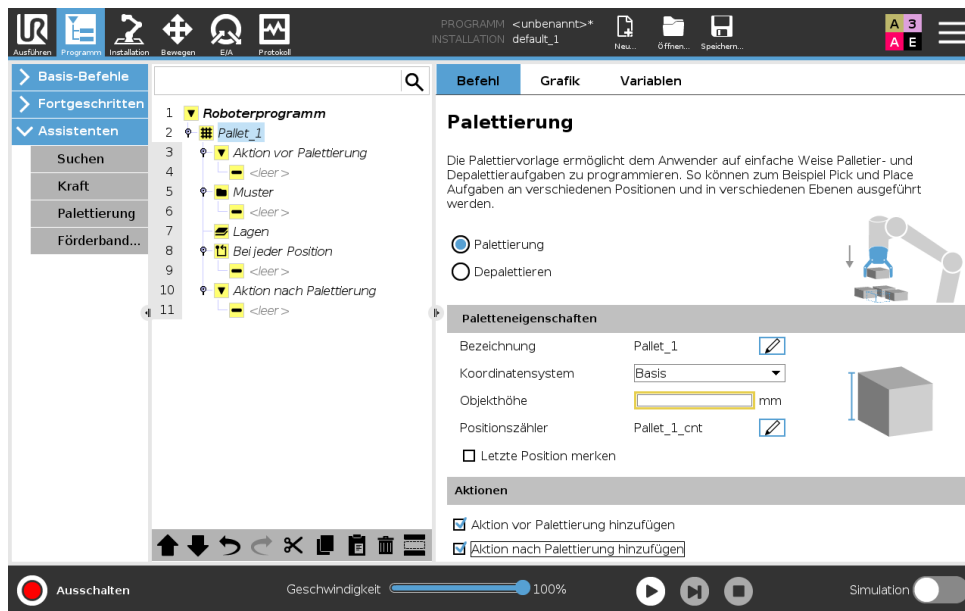 UR
PROGRAMM <unbenannt>*
INSTALLATION default_1
A 3
A E
Ausführen Programm Installation Bewegen E/A Protokoll Neu... Öffnen... Speichern...
Basis-Befehle
Fortgeschritten
Assistenten
Suchen
Kraft
Palettierung
Förderband...
1 Roboterprogramm
2 Pallet_1
3 Aktion vor Palettierung
4 <leer>
5 Muster
6 <leer>
7 Lagen
8 Bei jeder Position
9 <leer>
10 Aktion nach Palettierung
11 <leer>
Befehl Grafik Variablen
Palettierung
Die Palettiervorlage ermöglicht dem Anwender auf einfache Weise Palletier- und
Depalettieraufgaben zu programmieren. So können zum Beispiel Pick und Place
Aufgaben an verschiedenen Positionen und in verschiedenen Ebenen ausgeführt
werden.
Palettierung
Depalettieren
Paletteneigenschaften
Bezeichnung Pallet_1
Koordinatensystem Basis
Objekthöhe mm
Positionszähler Pallet_1_cnt
Letzte Position merken
Aktionen
Aktion vor Palettierung hinzufügen
Aktion nach Palettierung hinzufügen
Ausschalten Geschwindigkeit 100% Simulation